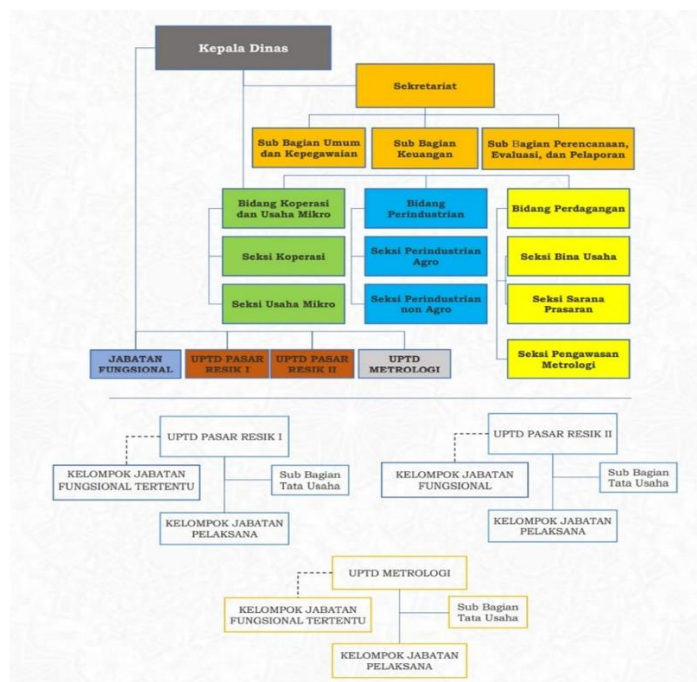 Kepala Dinas
Sekretariat
Sub Bagian Umum
dan Kepegawaian
Sub Bagian
Keuangan
Sub Bagian Perencanaan,
Evaluasi, dan Pelaporan
Bidang Koperasi
dan Usaha Mikro
Bidang
Perindustrian
Bidang Perdagangan
Seksi Koperasi
Seksi Perindustrian
Agro
Seksi Bina Usaha
Seksi Usaha Mikro
Seksi Perindustrian
non Agro
Seksi Sarana
Prasaran
JABATAN
FUNGSIONAL
UPTD PASAR
RESIK I
UPTD PASAR
RESIK II
UPTD
METROLOGI
Seksi Pengawasan
Metrologi
UPTD PASAR RESIK I
KELOMPOK JABATAN
FUNGSIONAL TERTENTU
Sub Bagian
Tata Usaha
KELOMPOK JABATAN
PELAKSANA
UPTD PASAR RESIK II
KELOMPOK JABATAN
FUNGSIONAL
Sub Bagian
Tata Usaha
KELOMPOK JABATAN
PELAKSANA
UPTD METROLOGI
KELOMPOK JABATAN
FUNGSIONAL TERTENTU
Sub Bagian
Tata Usaha
KELOMPOK JABATAN
PELAKSANA